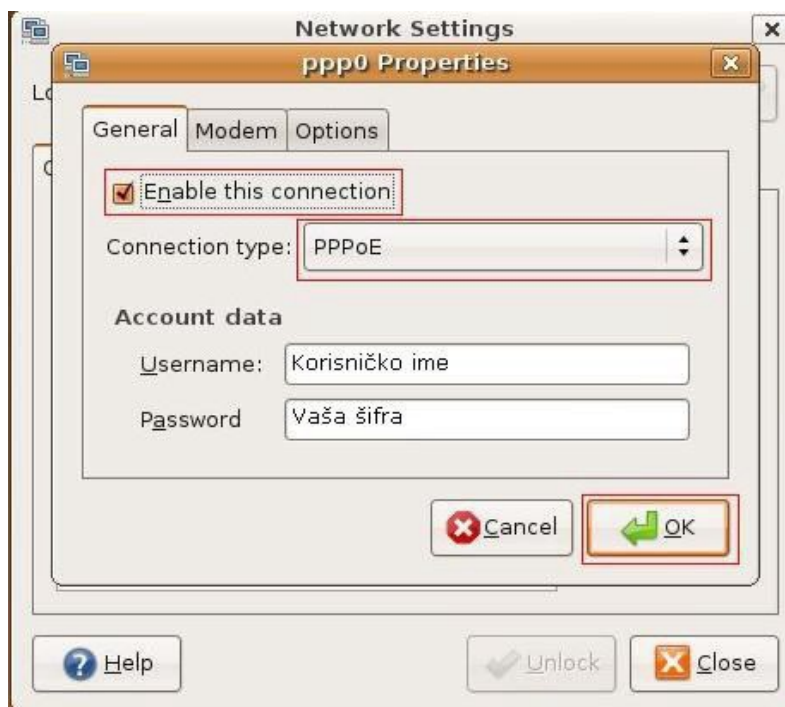 Network Settings
ppp0 Properties
General Modem Options
Enable this connection
Connection type: PPPoE
Account data
Username: Korisničko ime
Password Vaša šifra
Cancel OK
Help Unlock Close